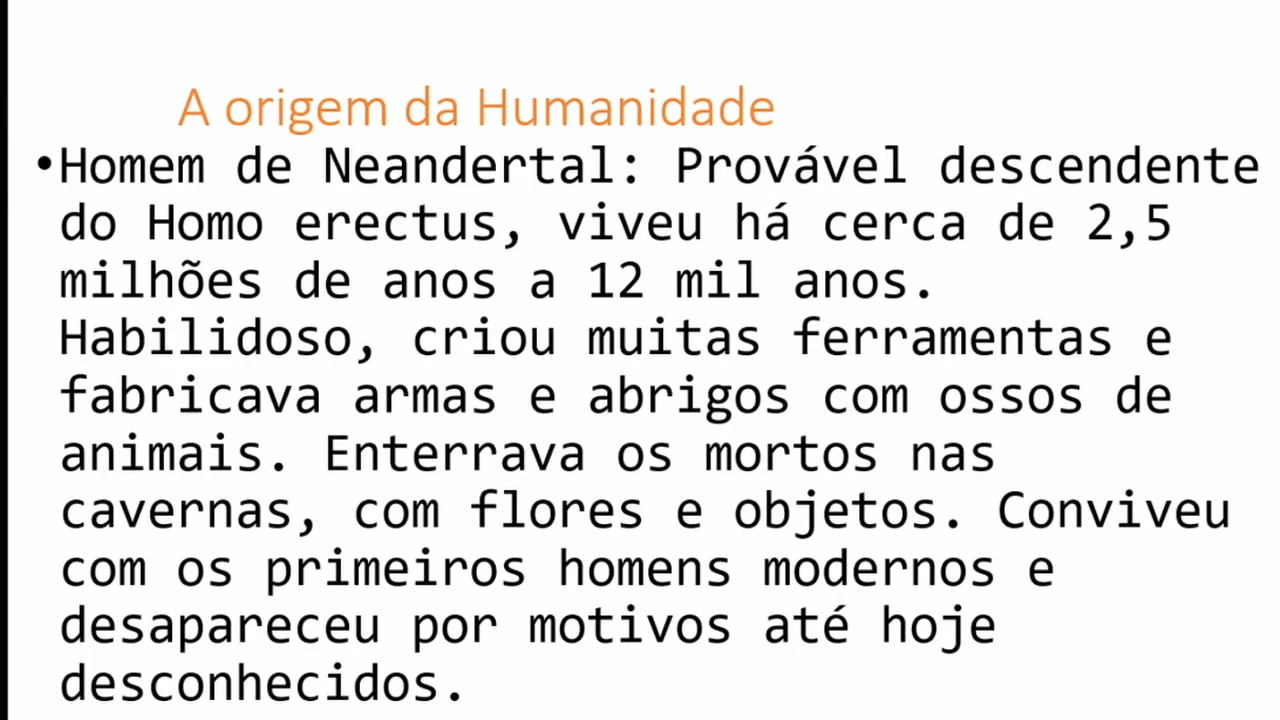 A origem da Humanidade
•Homem de Neandertal: Provável descendente
do Homo erectus, viveu há cerca de 2,5
milhões de anos a 12 mil anos.
Habilidoso, criou muitas ferramentas e
fabricava armas e abrigos com ossos de
animais. Enterrava os mortos nas
cavernas, com flores e objetos. Conviveu
com os primeiros homens modernos e
desapareceu por motivos até hoje
desconhecidos.